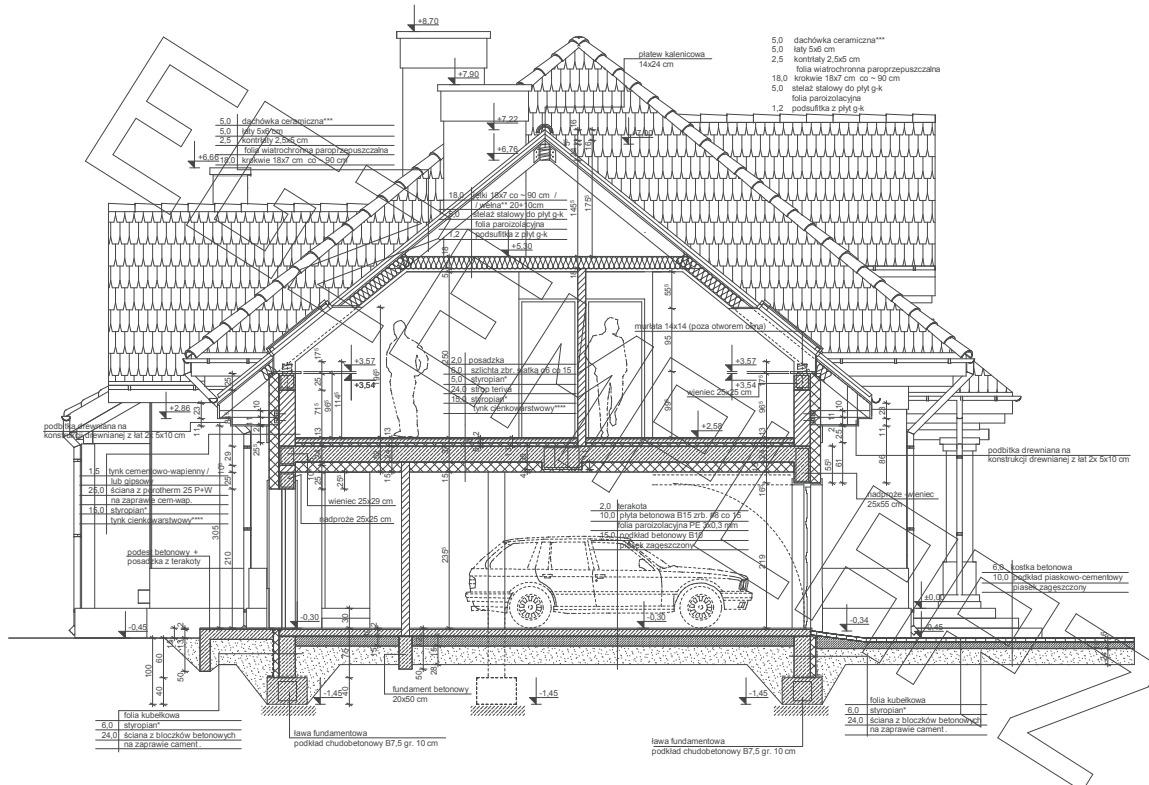 +8,70
+7,90
+7,22
+6,76
+7,00
+6,66
płatew kalenicowa
14x24 cm
5,0 dachówka ceramiczna***
5,0 łaty 5x6 cm
2,5 kontrłaty 2,5x5 cm
folia wiatrochronna paroprzepuszczalna
18,0 krokwie 18x7 cm co ~ 90 cm
5,0 stelaż stalowy do płyt g-k
folia paroizolacyjna
1,2 podsufitka z płyt g-k
5,0 dachówka ceramiczna***
5,0 łaty 5x6 cm
2,5 kontrłaty 2,5x5 cm
folia wiatrochronna paroprzepuszczalna
18,0 krokwie 18x7 cm co ~ 90 cm
18,0 jętki 18x7 co ~ 90 cm /
/ wełna** 20+10cm
5,0 stelaż stalowy do płyt g-k
folia paroizolacyjna
1,2 podsufitka z płyt g-k
+5,30
murłata 14x14 (poza otworem okna)
+3,57
+3,54
+3,57
+3,54
2,0 posadzka
6,0 szlichta zbr. siatka o6 co 15
5,0 styropian*
24,0 strop teriva
15,0 styropian*
tynk cienkowarstwowy****
wieniec 25x25 cm
+2,86
+2,58
podbitka drewniana na
konstrukcji drewnianej z łat 2x 5x10 cm
podbitka drewniana na
konstrukcji drewnianej z łat 2x 5x10 cm
1,5 tynk cementowo-wapienny /
lub gipsowy
25,0 ściana z porotherm 25 P+W
na zaprawie cem-wap.
15,0 styropian*
tynk cienkowarstwowy****
wieniec 25x29 cm
nadproże 25x25 cm
nadproże -wieniec
25x55 cm
2,0 terakota
10,0 płyta betonowa B15 zrb. #8 co 15
folia paroizolacyjna PE 3x0,3 mm
15,0 podkład betonowy B10
piasek zagęszczony
podest betonowy +
posadzka z terakoty
305
210
235⁵
219
6,0 kostka betonowa
10,0 podkład piaskowo-cementowy
piasek zagęszczony
±0,00
-0,45
-0,30
-0,30
-0,34
-0,45
-1,45
-1,45
-1,45
fundament betonowy
20x50 cm
folia kubełkowa
6,0 styropian*
24,0 ściana z bloczków betonowych
na zaprawie cament .
folia kubełkowa
6,0 styropian*
24,0 ściana z bloczków betonowych
na zaprawie cament .
ława fundamentowa
podkład chudobetonowy B7,5 gr. 10 cm
ława fundamentowa
podkład chudobetonowy B7,5 gr. 10 cm